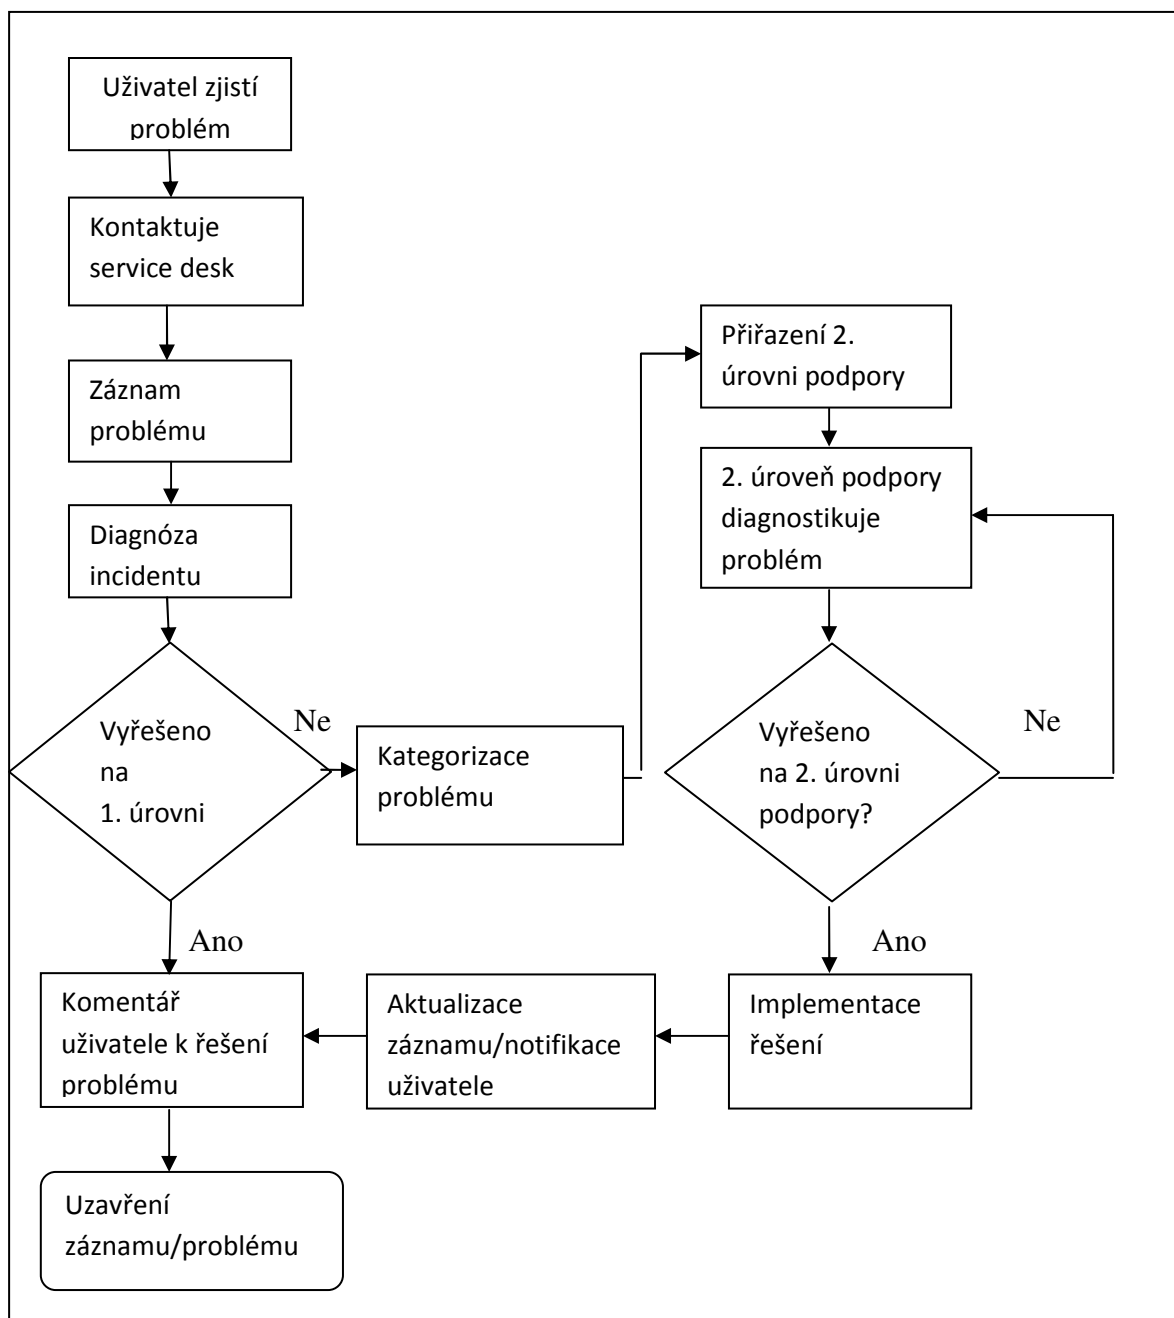 Uživatel zjistí
problém
Kontaktuje
service desk
Záznam
problému
Diagnóza
incidentu
Vyřešeno
na
1. úrovni
Ne
Kategorizace
problému
Přiřazení 2.
úrovni podpory
2. úroveň podpory
diagnostikuje
problém
Vyřešeno
na 2. úrovni
podpory?
Ne
Ano
Ano
Implementace
řešení
Aktualizace
záznamu/notifikace
uživatele
Komentář
uživatele k řešení
problému
Uzavření
záznamu/problému